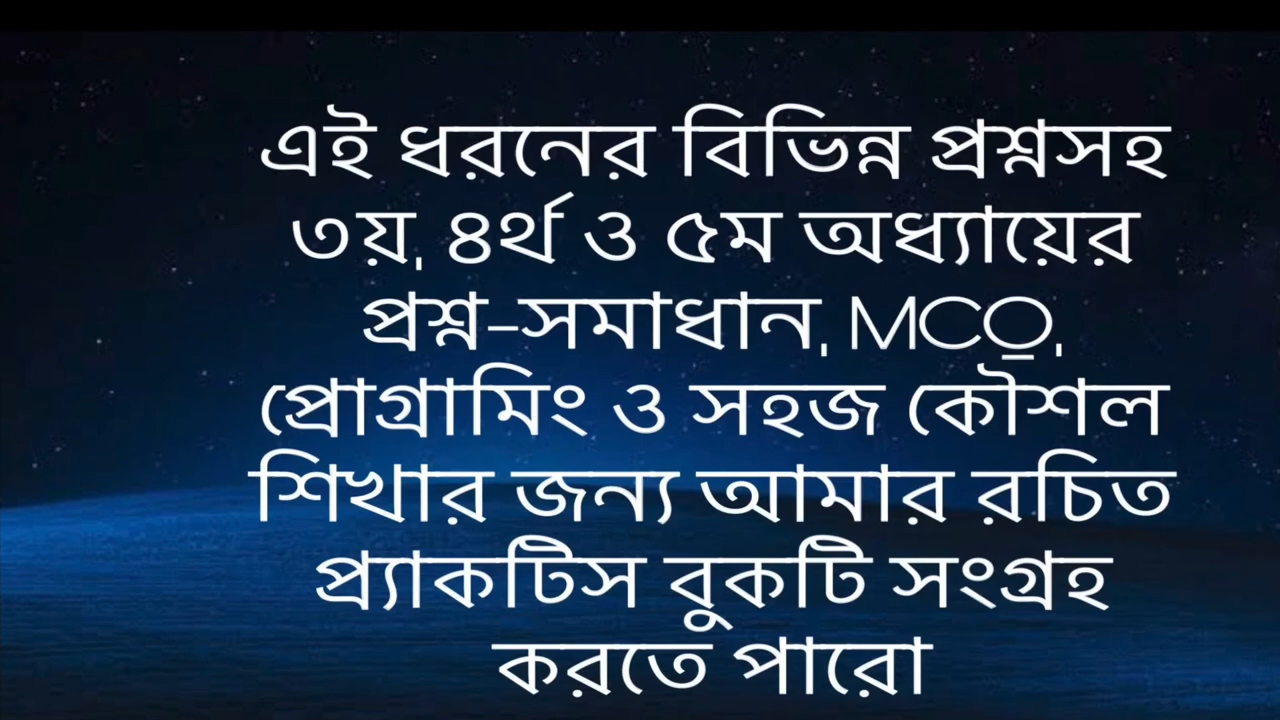 এই ধরনের বিভিন্ন প্রশ্নসহ
৩য়, ৪র্থ ও ৫ম অধ্যায়ের
প্রশ্ন-সমাধান, MCQ,
প্রোগ্রামিং ও সহজ কৌশল
শিখার জন্য আমার রচিত
প্র্যাকটিস বুকটি সংগ্রহ
করতে পারো